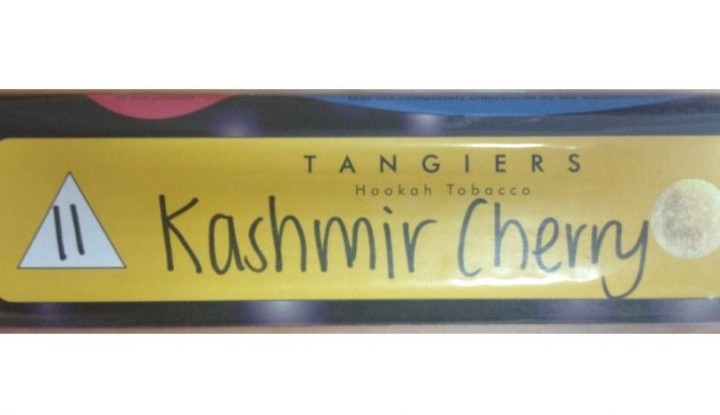 TANGIERS
Hookah Tobacco
11
Kashmir Cherry